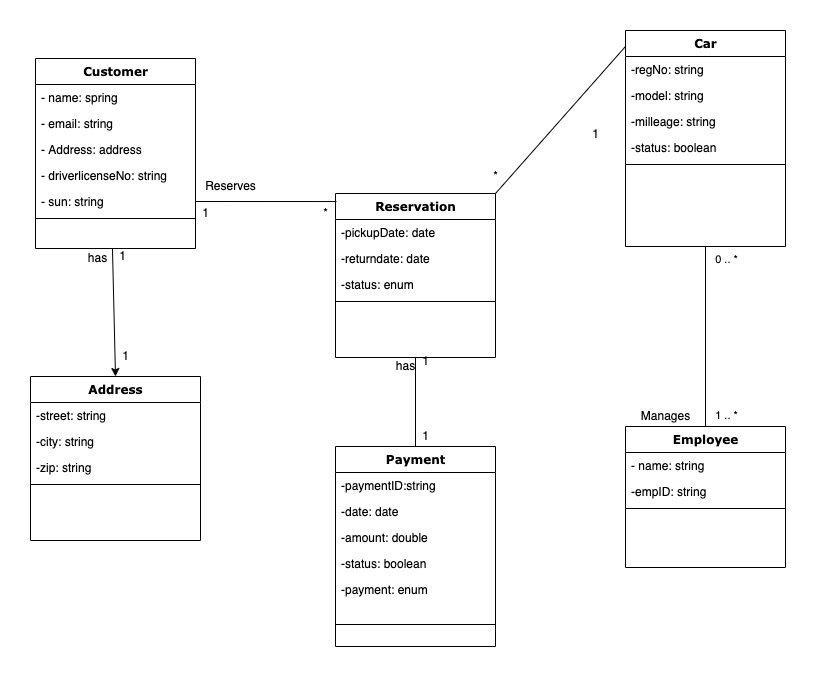 Customer
- name: spring
- email: string
- Address: address
- driverlicenseNo: string
- sun: string
has
1
1
Address
-street: string
-city: string
-zip: string
Reserves
1
*
Reservation
-pickupDate: date
-returndate: date
-status: enum
has
1
1
Payment
-paymentID:string
-date: date
-amount: double
-status: boolean
-payment: enum
*
1
Car
-regNo: string
-model: string
-milleage: string
-status: boolean
0 .. *
Manages
1 .. *
Employee
- name: string
-empID: string